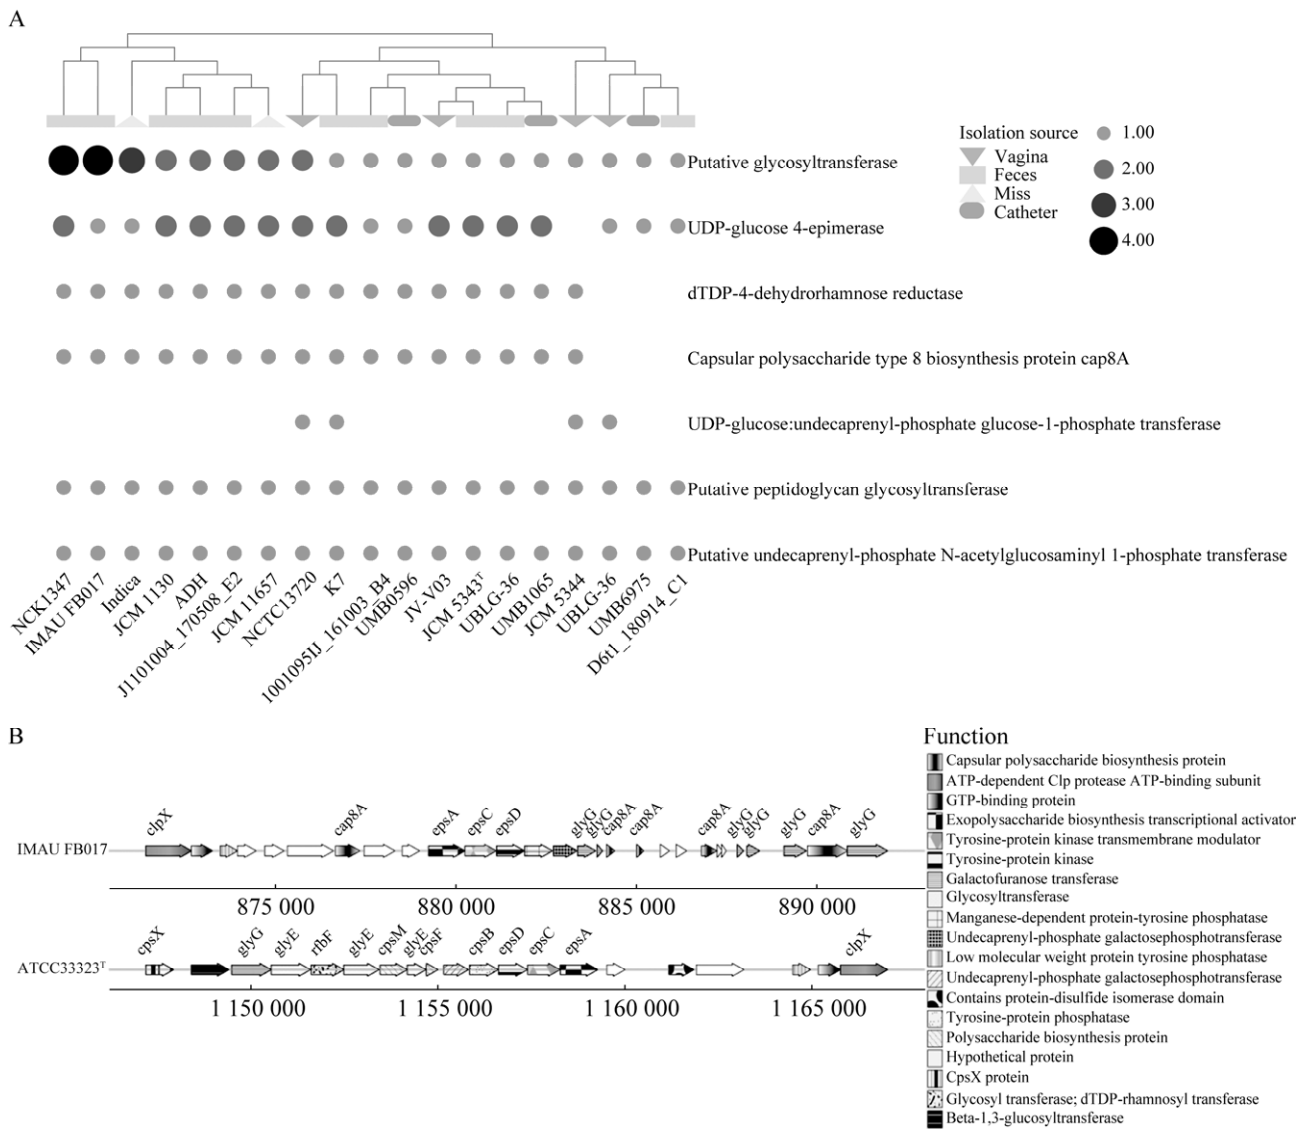 A
Isolation source
Vagina
Feces
Miss
Catheter
1.00
2.00
3.00
4.00
Putative glycosyltransferase
UDP-glucose 4-epimerase
dTDP-4-dehydrorhamnose reductase
Capsular polysaccharide type 8 biosynthesis protein cap8A
UDP-glucose:undecaprenyl-phosphate glucose-1-phosphate transferase
Putative peptidoglycan glycosyltransferase
Putative undecaprenyl-phosphate N-acetylglucosaminyl 1-phosphate transferase
NCK1347
IMAU FB017
Indica
JCM 1130
ADH
J1101004_170508_E2
JCM 11657
NCTC13720
K7
1001095IJ_161003_B4
UMB0596
JV-V03
JCM 5343ᵀ
UBLG-36
UMB1065
JCM 5344
UBLG-36
UMB6975
D6t1_180914_C1
B
Function
Capsular polysaccharide biosynthesis protein
ATP-dependent Clp protease ATP-binding subunit
GTP-binding protein
Exopolysaccharide biosynthesis transcriptional activator
Tyrosine-protein kinase transmembrane modulator
Tyrosine-protein kinase
Galactofuranose transferase
Glycosyltransferase
Manganese-dependent protein-tyrosine phosphatase
Undecaprenyl-phosphate galactosephosphotransferase
Low molecular weight protein tyrosine phosphatase
Undecaprenyl-phosphate galactosephosphotransferase
Contains protein-disulfide isomerase domain
Tyrosine-protein phosphatase
Polysaccharide biosynthesis protein
Hypothetical protein
CpsX protein
Glycosyl transferase; dTDP-rhamnosyl transferase
Beta-1,3-glucosyltransferase
clpX cap8A epsA epsC epsD glyG glyG cap8A cap8A cap8A glyG glyG glyG cap8A glyG
IMAU FB017
875 000 880 000 885 000 890 000
cpsX glyG glyE rfbF glyE cpsM glyE cpsF epsB epsD epsC epsA clpX
ATCC33323ᵀ
1 150 000 1 155 000 1 160 000 1 165 000